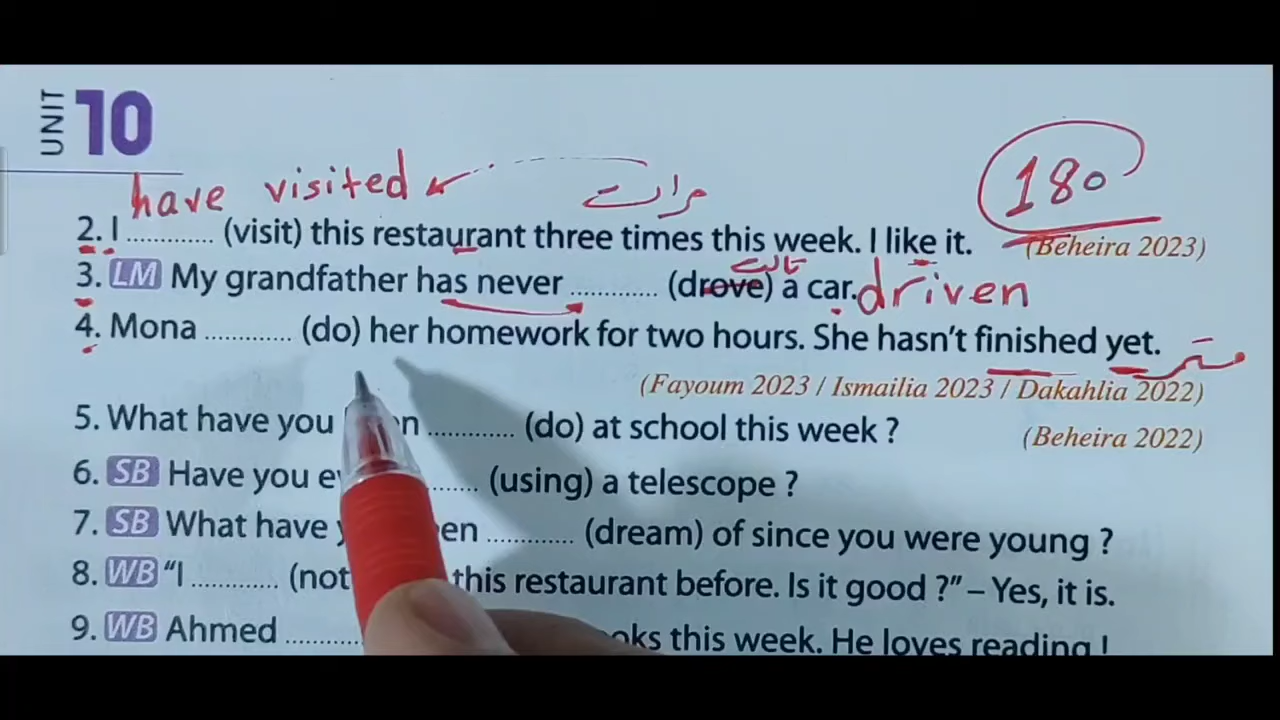 UNIT 10
180
have visited مرات
2. I ............. (visit) this restaurant three times this week. I like it. (Beheira 2023)
ثالث
3. LM My grandfather has never ............. (drove) a car. driven
4. Mona ............. (do) her homework for two hours. She hasn't finished yet.
(Fayoum 2023 / Ismailia 2023 / Dakahlia 2022)
5. What have you ............. (do) at school this week ? (Beheira 2022)
6. SB Have you ....... (using) a telescope ?
7. SB What have ............. (dream) of since you were young ?
8. WB “I ............. (not this restaurant before. Is it good ?” – Yes, it is.
9. WB Ahmed ............ this week. He loves reading !